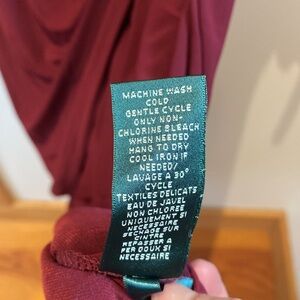 MACHINE WASH
COLD
GENTLE CYCLE
ONLY NON-
CHLORINE BLEACH
WHEN NEEDED
HANG TO DRY
COOL IRON IF
NEEDED/
LAVAGE A 30°
CYCLE
TEXTILES DELICATS
EAU DE JAVEL
NON CHLOREE
UNIQUEMENT SI
NECESSAIRE
SECHAGE SUR
CINTRE
REPASSER A
FER DOUX SI
NECESSAIRE